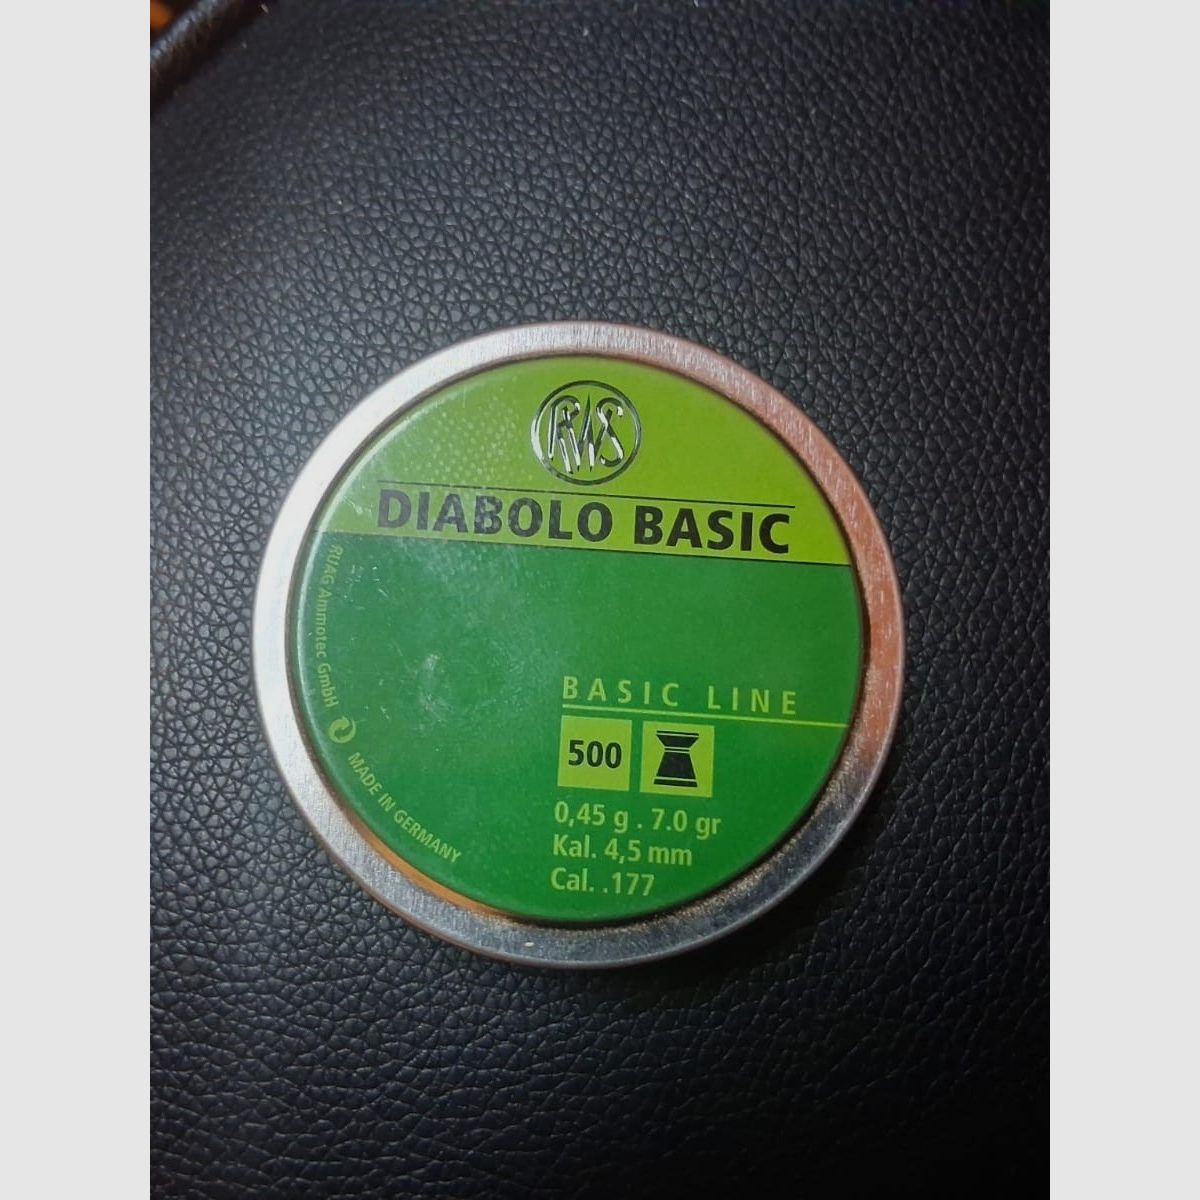 RWS
DIABOLO BASIC
BASIC LINE
500
0,45 g . 7.0 gr
Kal. 4,5 mm
Cal. .177
RUAG Ammotec GmbH
MADE IN GERMANY